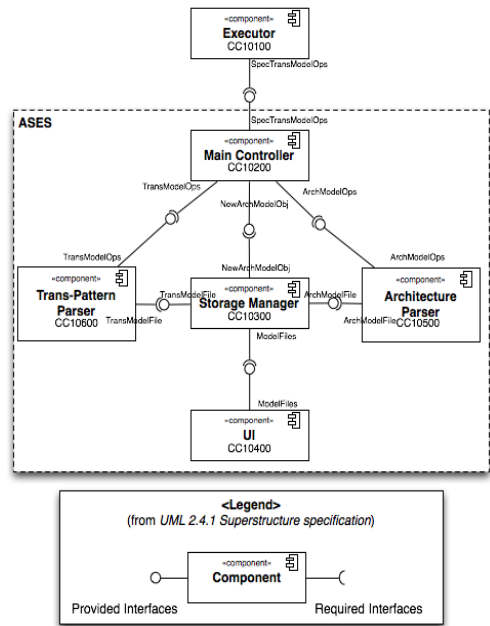 «component»
Executor
CC10100
SpecTransModelOps
ASES
SpecTransModelOps
«component»
Main Controller
CC10200
TransModelOps
NewArchModelObj
ArchModelOps
TransModelOps
NewArchModelObj
ArchModelOps
«component»
Trans-Pattern
Parser
CC10600
TransModelFile
TransModelFile
«component»
Storage Manager
CC10300
ArchModelFile
ArchModelFile
«component»
Architecture
Parser
CC10500
ModelFiles
ModelFiles
«component»
UI
CC10400
<Legend>
(from UML 2.4.1 Superstructure specification)
«component»
Component
Provided Interfaces
Required Interfaces